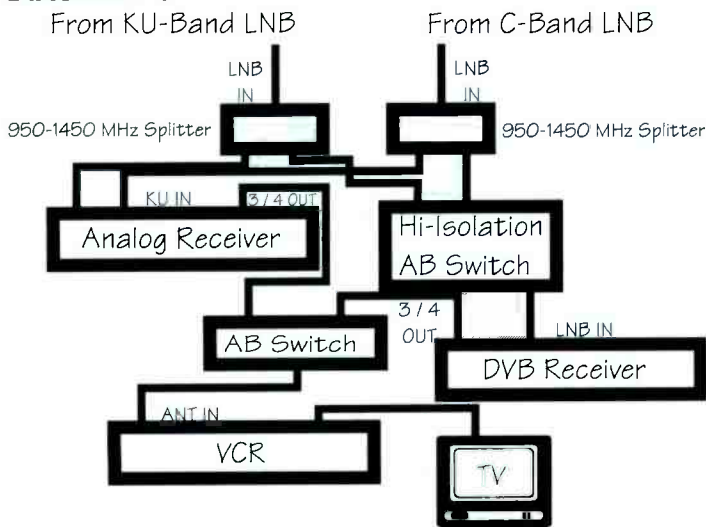 From KU-Band LNB
From C-Band LNB
LNB
IN
LNB
IN
950-1450 MHz Splitter
950-1450 MHz Splitter
KU IN
3 / 4 OUT
Analog Receiver
Hi-Isolation
AB Switch
3 / 4
OUT
LNB IN
AB Switch
DVB Receiver
ANT IN
VCR
TV